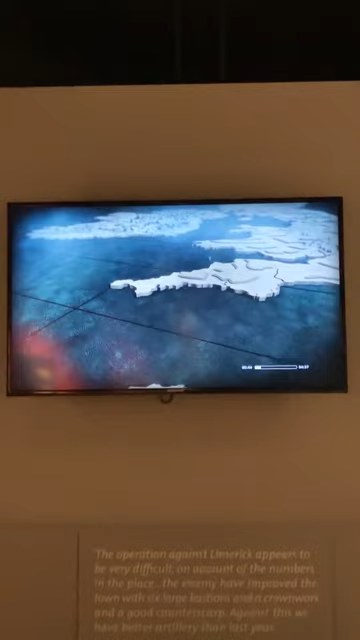 04:37
'The operation against Limerick appears to
be very difficult, on account of the numbers
in the place...the enemy have improved the
town with six large bastions and a crownwork
and a good counterscarp. Against this we
have better artillery than last year.